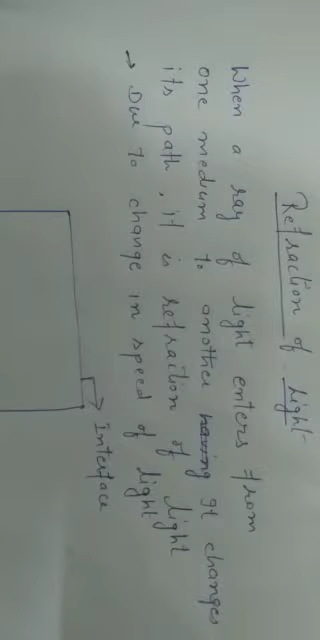 Refraction of light
When a ray of light enters from
one medium to another having It changes
its path, it is refraction of light
→ Due to change in speed of light
Interface